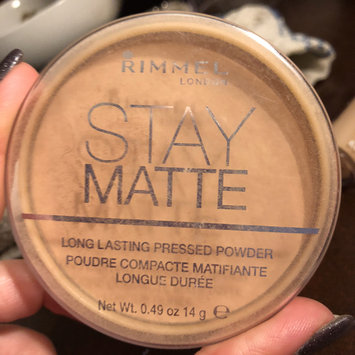 RIMMEL
LONDON
STAY
MATTE
LONG LASTING PRESSED POWDER
POUDRE COMPACTE MATIFIANTE
LONGUE DURÉE
Net Wt. 0.49 oz 14 g ℮